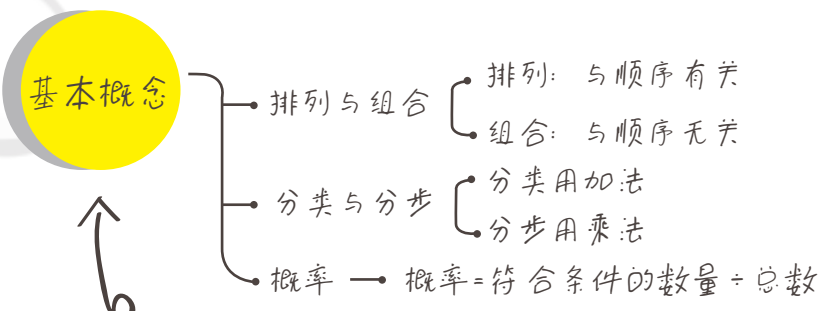 基本概念
排列与组合
排列：与顺序有关
组合：与顺序无关
分类与分步
分类用加法
分步用乘法
概率
概率=符合条件的数量÷总数